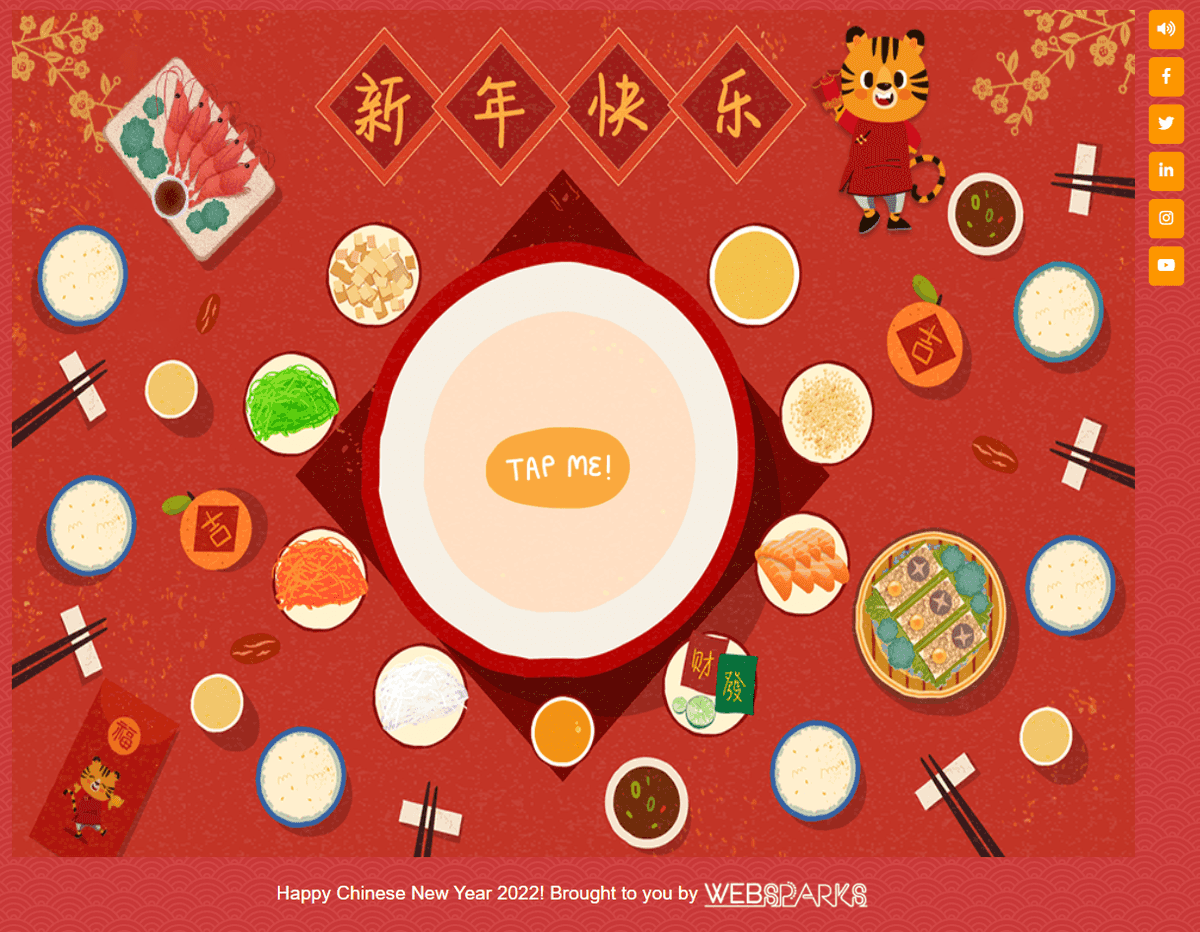 新年快乐
吉
TAP ME!
吉
财
發
福
Happy Chinese New Year 2022! Brought to you by WEBSPARKS